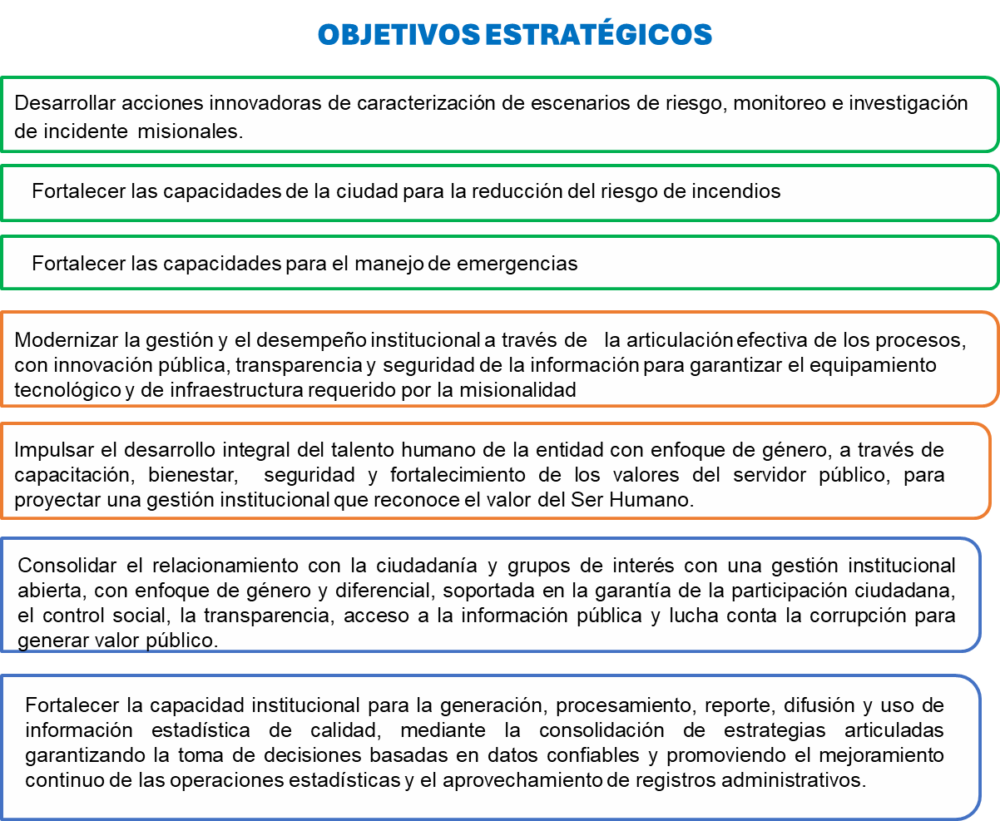 OBJETIVOS ESTRATÉGICOS
Desarrollar acciones innovadoras de caracterización de escenarios de riesgo, monitoreo e investigación
de incidente misionales.
Fortalecer las capacidades de la ciudad para la reducción del riesgo de incendios
Fortalecer las capacidades para el manejo de emergencias
Modernizar la gestión y el desempeño institucional a través de la articulación efectiva de los procesos,
con innovación pública, transparencia y seguridad de la información para garantizar el equipamiento
tecnológico y de infraestructura requerido por la misionalidad
Impulsar el desarrollo integral del talento humano de la entidad con enfoque de género, a través de
capacitación, bienestar, seguridad y fortalecimiento de los valores del servidor público, para
proyectar una gestión institucional que reconoce el valor del Ser Humano.
Consolidar el relacionamiento con la ciudadanía y grupos de interés con una gestión institucional
abierta, con enfoque de género y diferencial, soportada en la garantía de la participación ciudadana,
el control social, la transparencia, acceso a la información pública y lucha conta la corrupción para
generar valor público.
Fortalecer la capacidad institucional para la generación, procesamiento, reporte, difusión y uso de
información estadística de calidad, mediante la consolidación de estrategias articuladas
garantizando la toma de decisiones basadas en datos confiables y promoviendo el mejoramiento
continuo de las operaciones estadísticas y el aprovechamiento de registros administrativos.